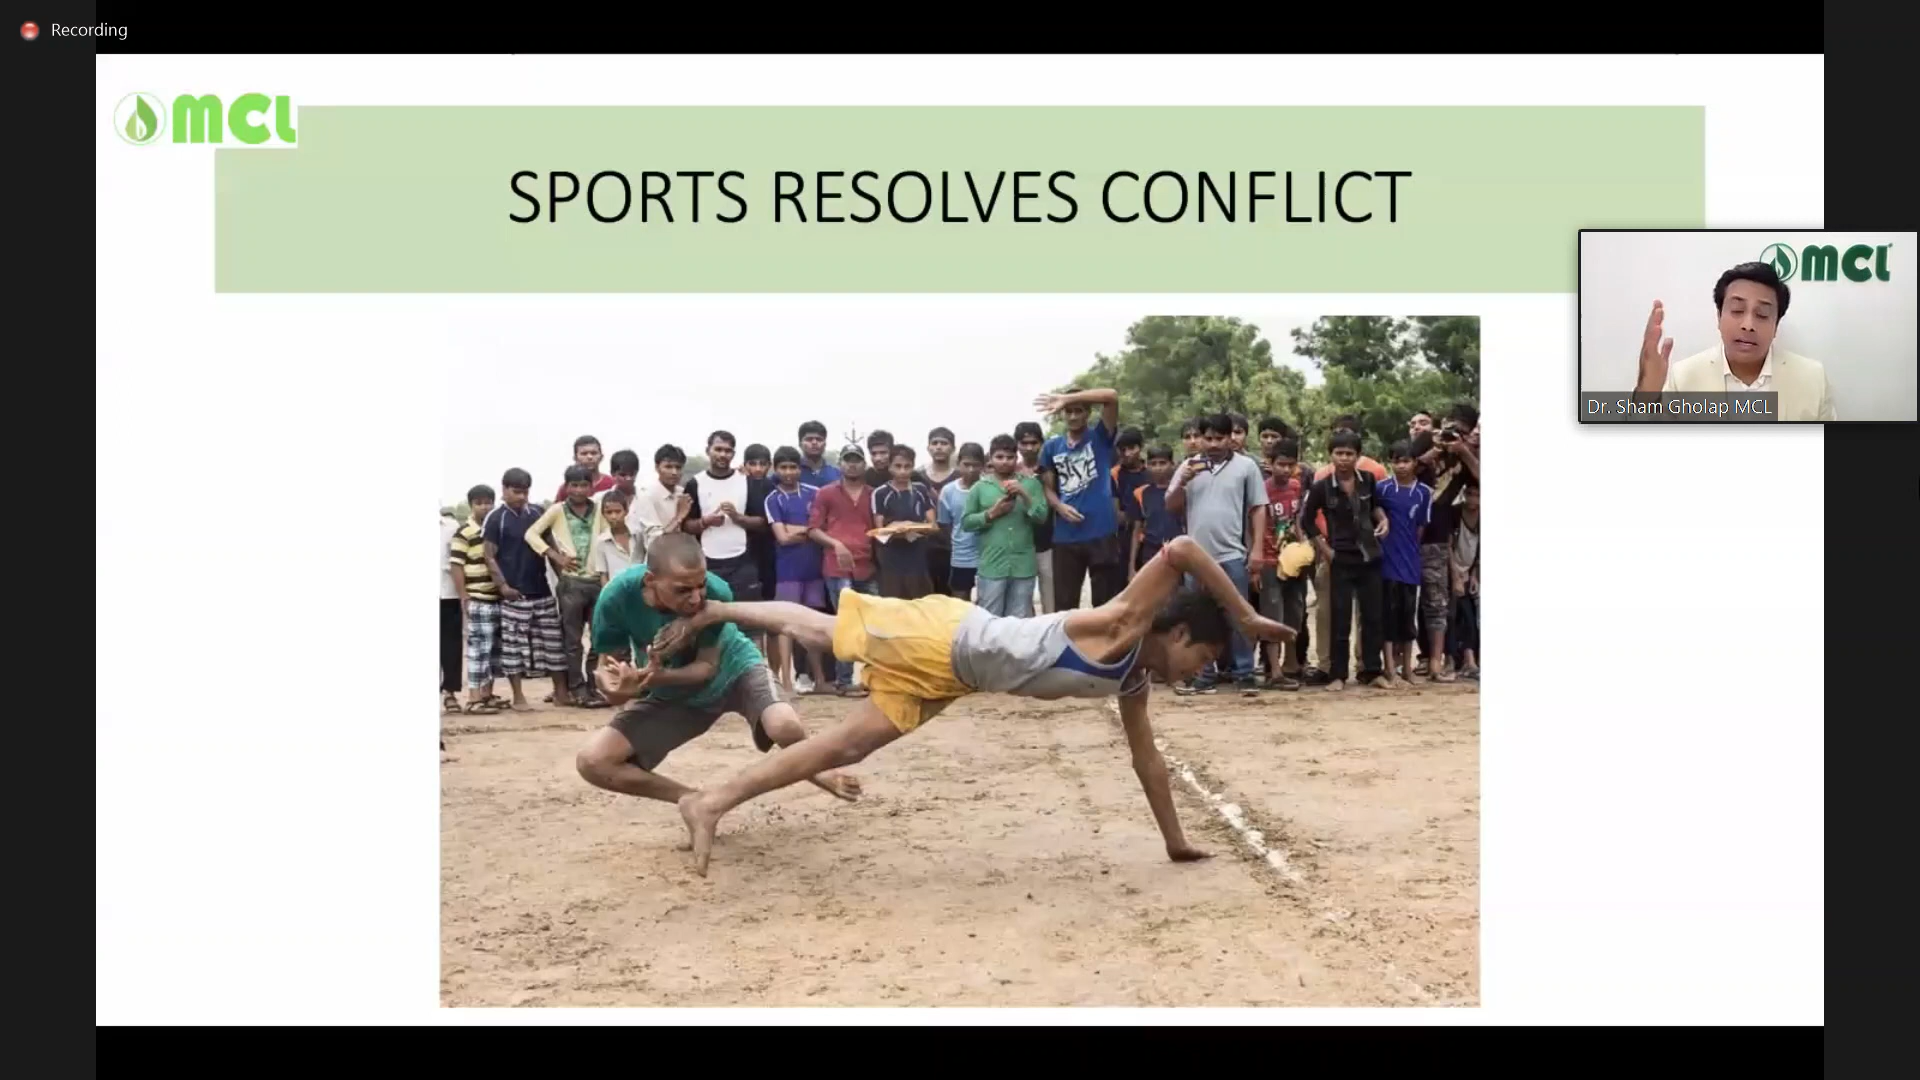 Recording
MCL
SPORTS RESOLVES CONFLICT
MCL
Dr. Sham Gholap MCL